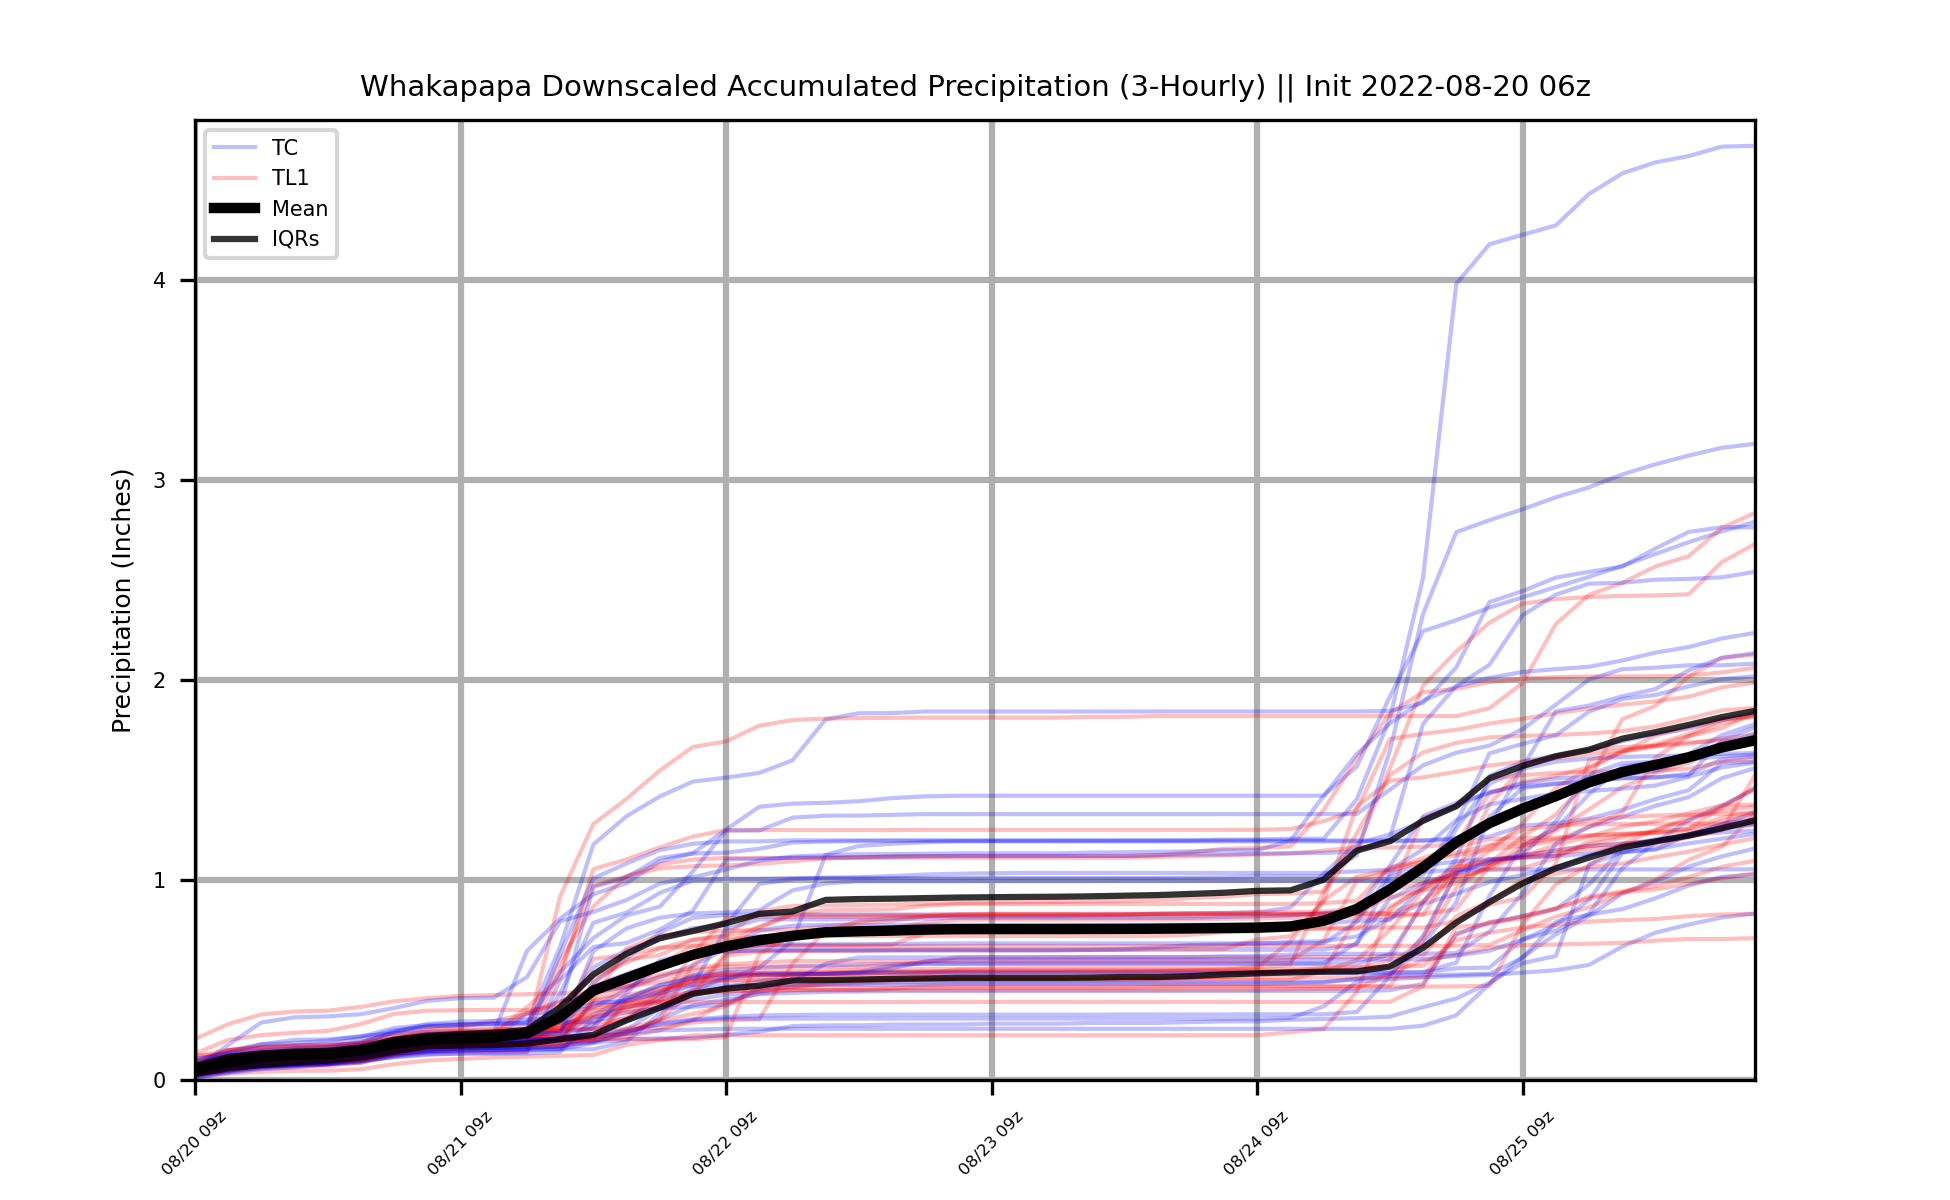 Whakapapa Downscaled Accumulated Precipitation (3-Hourly) || Init 2022-08-20 06z
TC
TL1
Mean
IQRs
Precipitation (Inches)
4
3
2
1
0
08/20 09z
08/21 09z
08/22 09z
08/23 09z
08/24 09z
08/25 09z